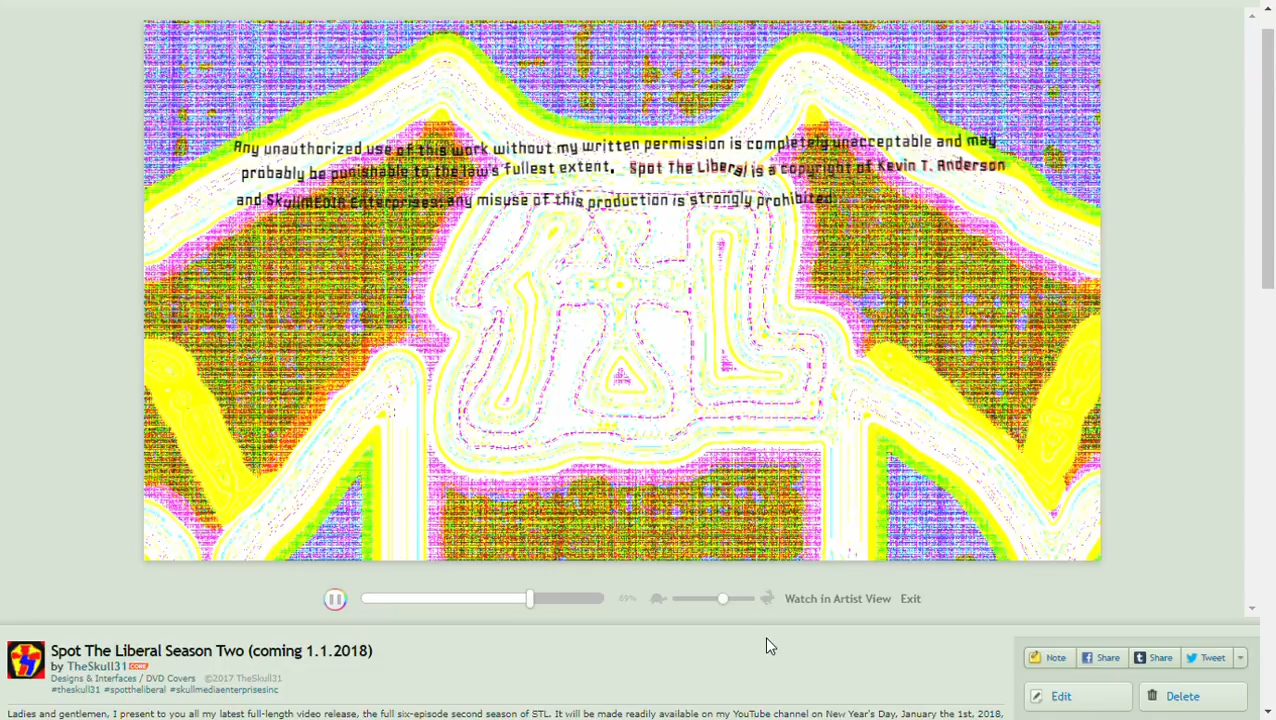 Any unauthorized use of this work without my written permission is completely unacceptable and may
probably be punishable to the law's fullest extent. Spot The Liberal is a copyright of Kevin T. Anderson
and SkullMEDIA Enterprises; any misuse of this production is strongly prohibited.
69%
Watch in Artist View Exit
Spot The Liberal Season Two (coming 1.1.2018)
by TheSkull31 CORE
Designs & Interfaces / DVD Covers ©2017 TheSkull31
#theskull31 #spottheliberal #skullmediaenterprisesinc
Note Share Share Tweet
Edit Delete
Ladies and gentlemen, I present to you all my latest full-length video release, the full six-episode second season of STL. It will be made readily available on my YouTube channel on New Year's Day, January the 1st, 2018,